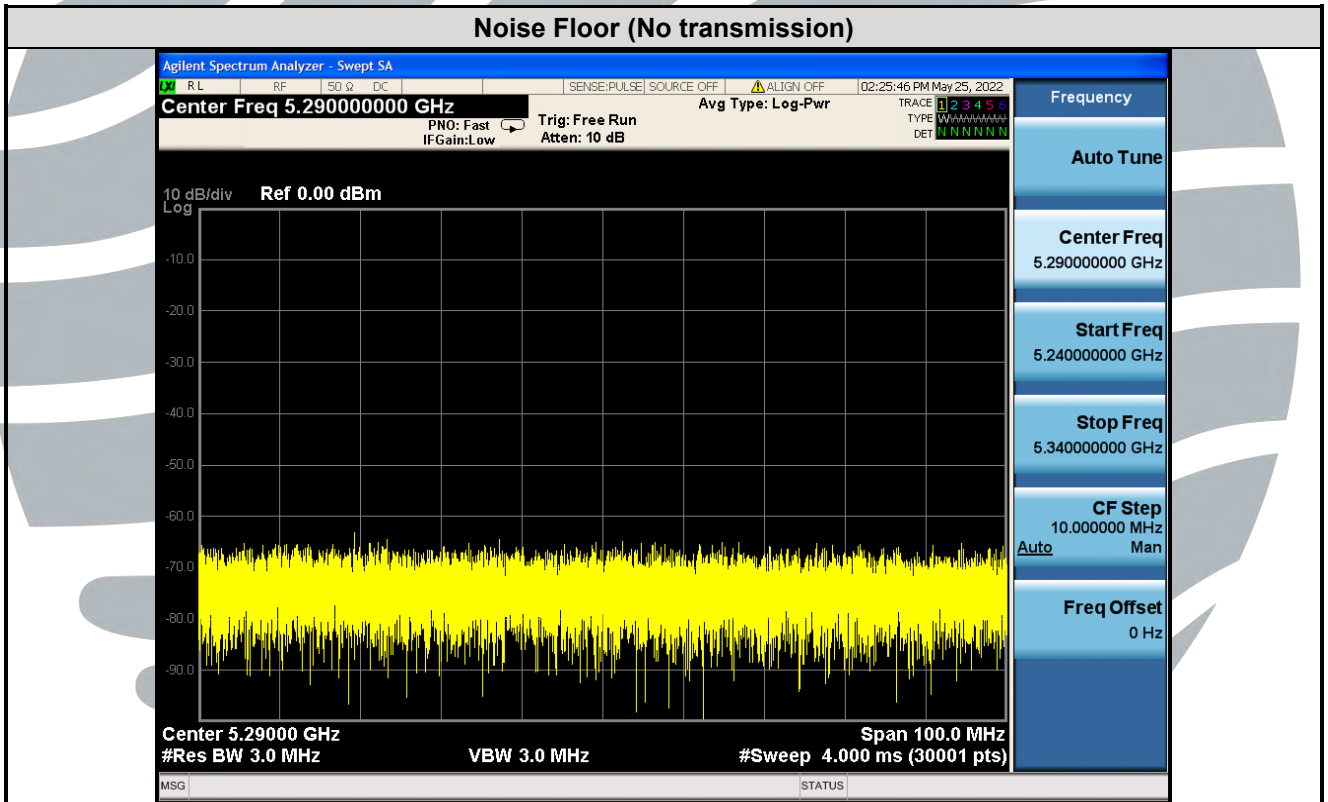 Noise Floor (No transmission)
Agilent Spectrum Analyzer - Swept SA
LXI RL RF 50 Ω DC SENSE:PULSE SOURCE OFF ALIGN OFF 02:25:46 PM May 25, 2022
Center Freq 5.290000000 GHz
PNO: Fast
IFGain:Low
Trig: Free Run
Atten: 10 dB
Avg Type: Log-Pwr
TRACE 1 2 3 4 5 6
TYPE WWWWWW
DET N N N N N N
Frequency
Auto Tune
Center Freq
5.290000000 GHz
Start Freq
5.240000000 GHz
Stop Freq
5.340000000 GHz
CF Step
10.000000 MHz
Auto Man
Freq Offset
0 Hz
10 dB/div Ref 0.00 dBm
Log
-10.0
-20.0
-30.0
-40.0
-50.0
-60.0
-70.0
-80.0
-90.0
Center 5.29000 GHz Span 100.0 MHz
#Res BW 3.0 MHz VBW 3.0 MHz #Sweep 4.000 ms (30001 pts)
MSG STATUS